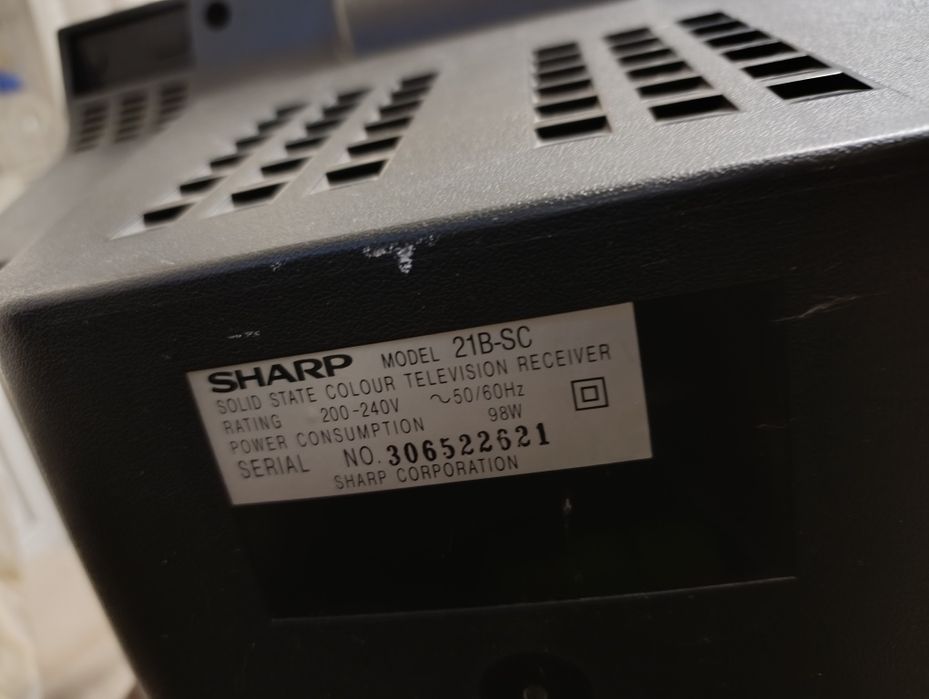 SHARP MODEL 21B-SC
SOLID STATE COLOUR TELEVISION RECEIVER
RATING 200-240V ～50/60Hz
POWER CONSUMPTION 98W
SERIAL NO. 306522621
SHARP CORPORATION